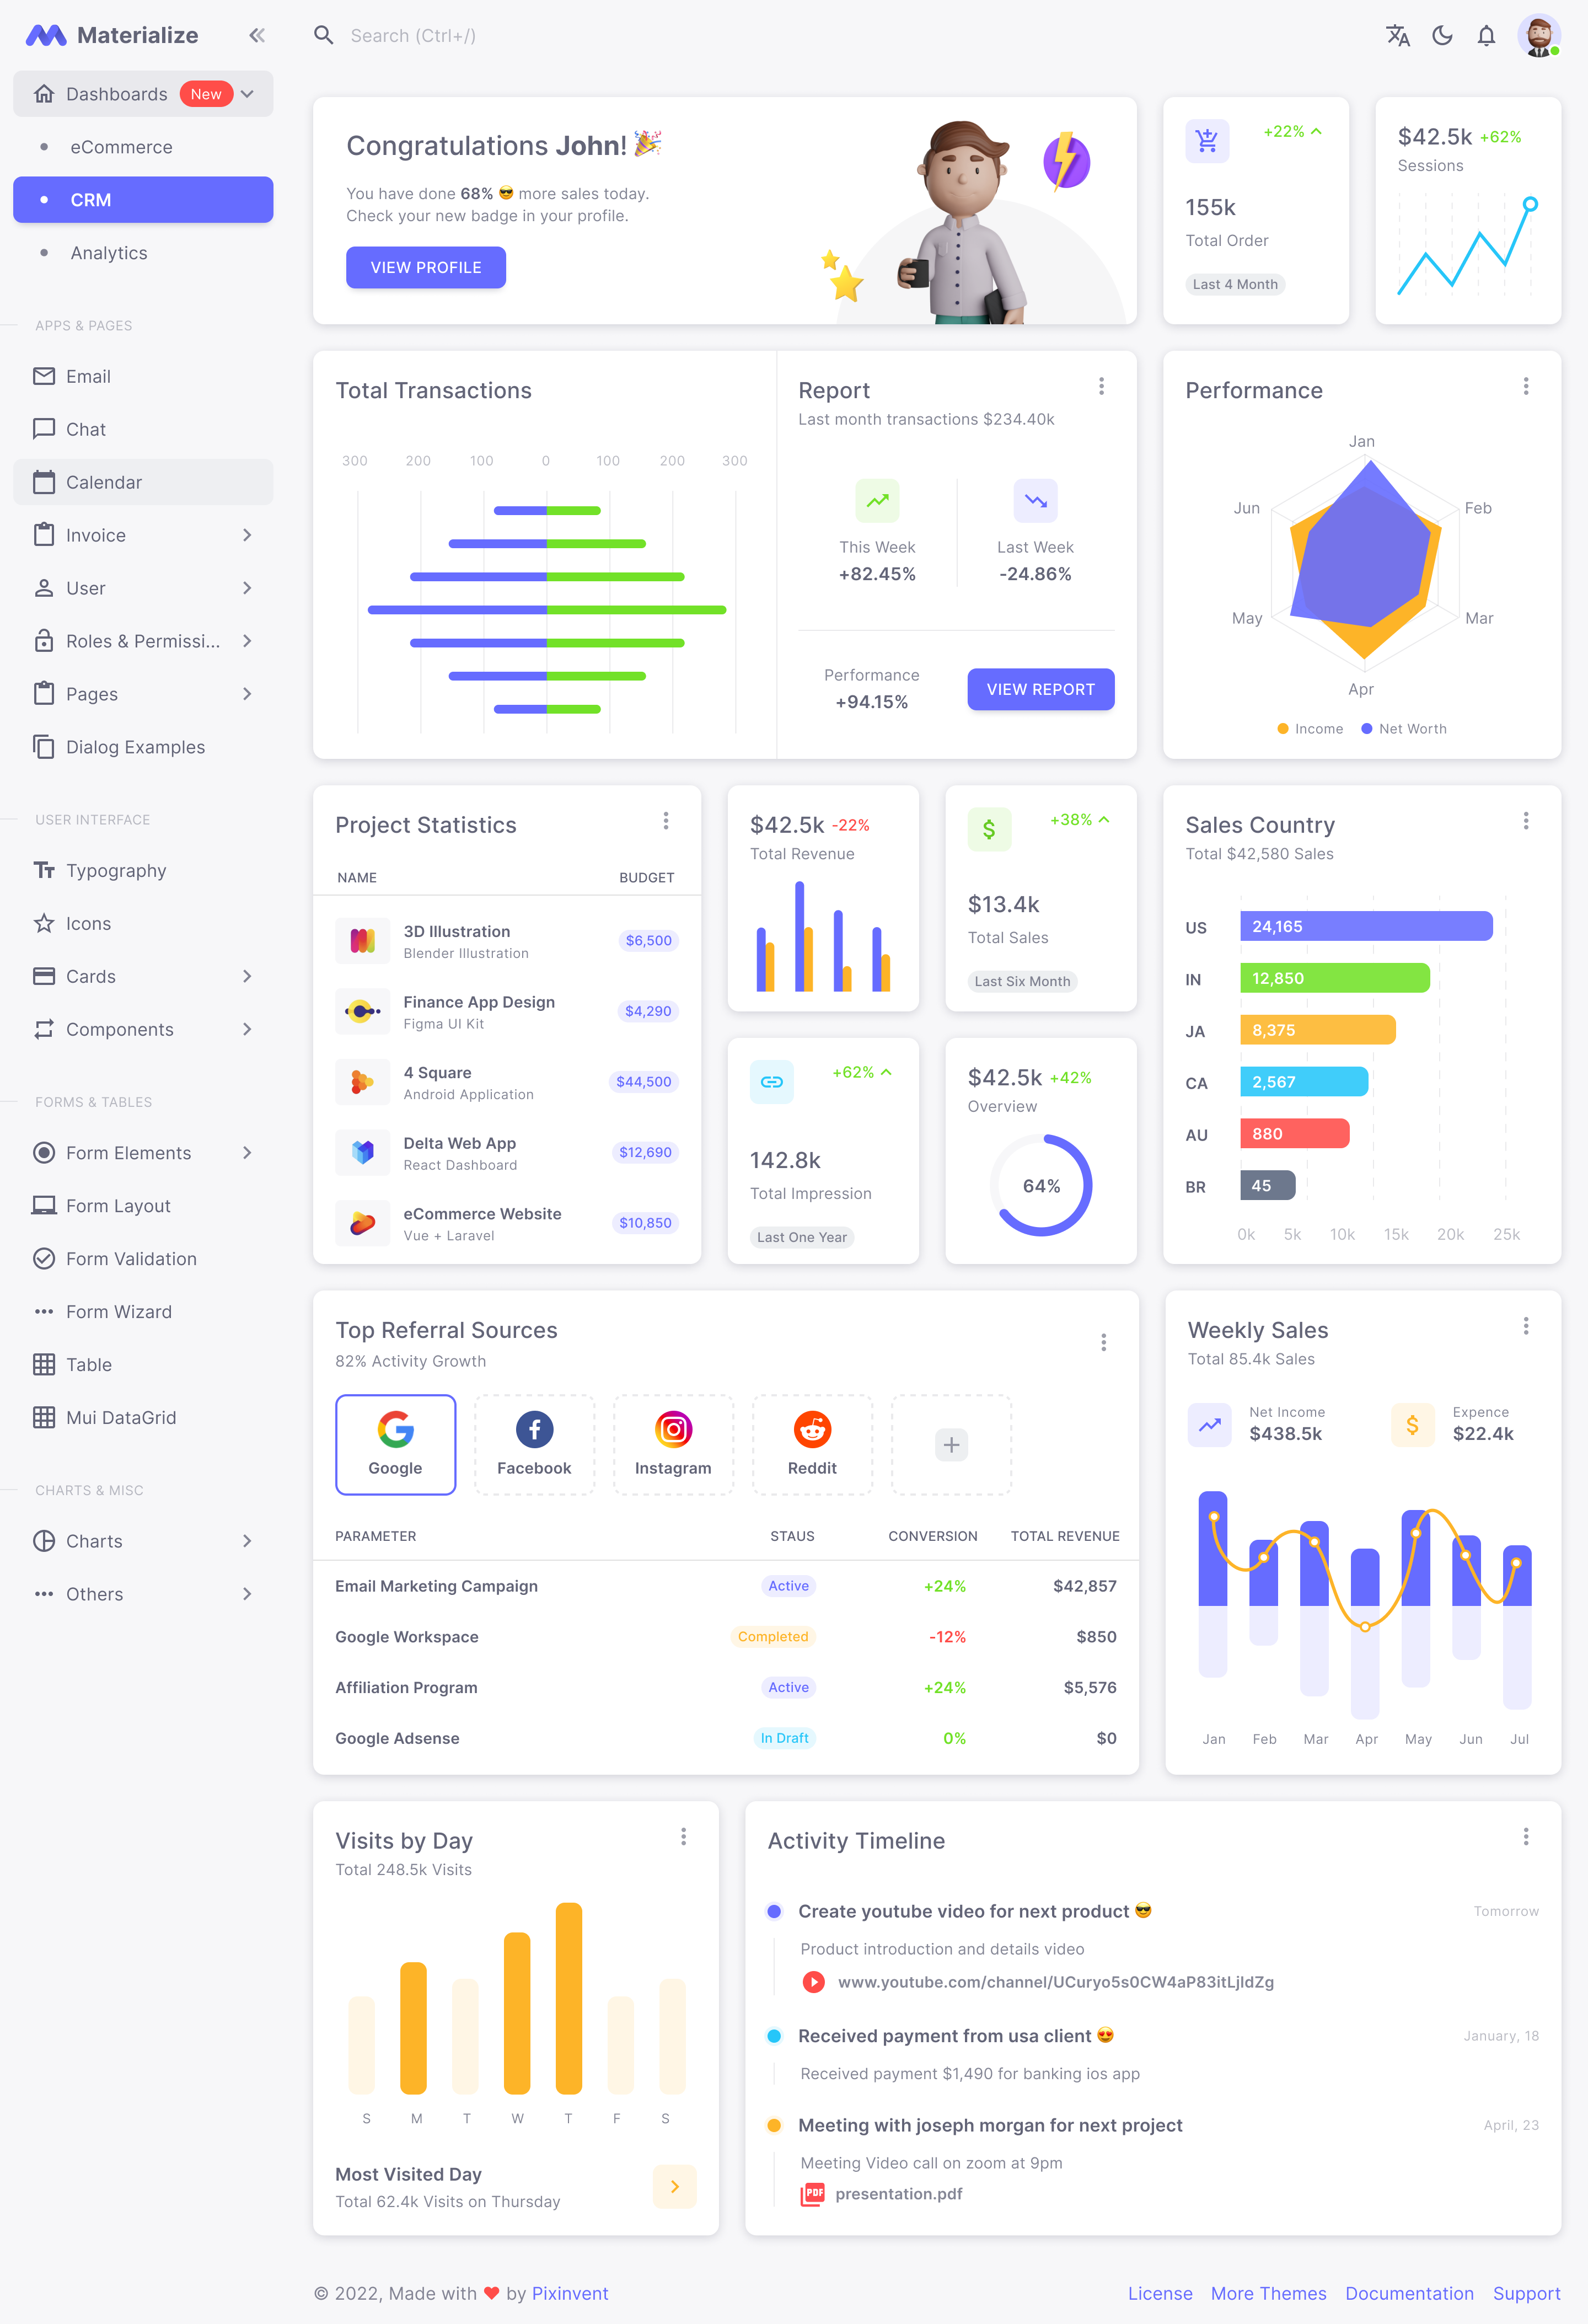 Materialize
Search (Ctrl+/)
Dashboards New
eCommerce
CRM
Analytics
APPS & PAGES
Email
Chat
Calendar
Invoice
User
Roles & Permissi...
Pages
Dialog Examples
USER INTERFACE
Typography
Icons
Cards
Components
FORMS & TABLES
Form Elements
Form Layout
Form Validation
Form Wizard
Table
Mui DataGrid
CHARTS & MISC
Charts
Others
Congratulations John! 🎉
You have done 68% 😎 more sales today.
Check your new badge in your profile.
VIEW PROFILE
+22%
155k
Total Order
Last 4 Month
$42.5k +62%
Sessions
Total Transactions
300 200 100 0 100 200 300
Report
Last month transactions $234.40k
This Week
+82.45%
Last Week
-24.86%
Performance
+94.15%
VIEW REPORT
Performance
Jan
Feb
Mar
Apr
May
Jun
Income Net Worth
Project Statistics
NAME BUDGET
3D Illustration
Blender Illustration
$6,500
Finance App Design
Figma UI Kit
$4,290
4 Square
Android Application
$44,500
Delta Web App
React Dashboard
$12,690
eCommerce Website
Vue + Laravel
$10,850
$42.5k -22%
Total Revenue
+38%
$13.4k
Total Sales
Last Six Month
+62%
142.8k
Total Impression
Last One Year
$42.5k +42%
Overview
64%
Sales Country
Total $42,580 Sales
US 24,165
IN 12,850
JA 8,375
CA 2,567
AU 880
BR 45
0k 5k 10k 15k 20k 25k
Top Referral Sources
82% Activity Growth
Google
Facebook
Instagram
Reddit
PARAMETER STAUS CONVERSION TOTAL REVENUE
Email Marketing Campaign Active +24% $42,857
Google Workspace Completed -12% $850
Affiliation Program Active +24% $5,576
Google Adsense In Draft 0% $0
Weekly Sales
Total 85.4k Sales
Net Income
$438.5k
Expence
$22.4k
Jan Feb Mar Apr May Jun Jul
Visits by Day
Total 248.5k Visits
S M T W T F S
Most Visited Day
Total 62.4k Visits on Thursday
Activity Timeline
Create youtube video for next product 😎 Tomorrow
Product introduction and details video
www.youtube.com/channel/UCuryo5s0CW4aP83itLjIdZg
Received payment from usa client 😍 January, 18
Received payment $1,490 for banking ios app
Meeting with joseph morgan for next project April, 23
Meeting Video call on zoom at 9pm
PDF presentation.pdf
© 2022, Made with ❤ by Pixinvent
License More Themes Documentation Support